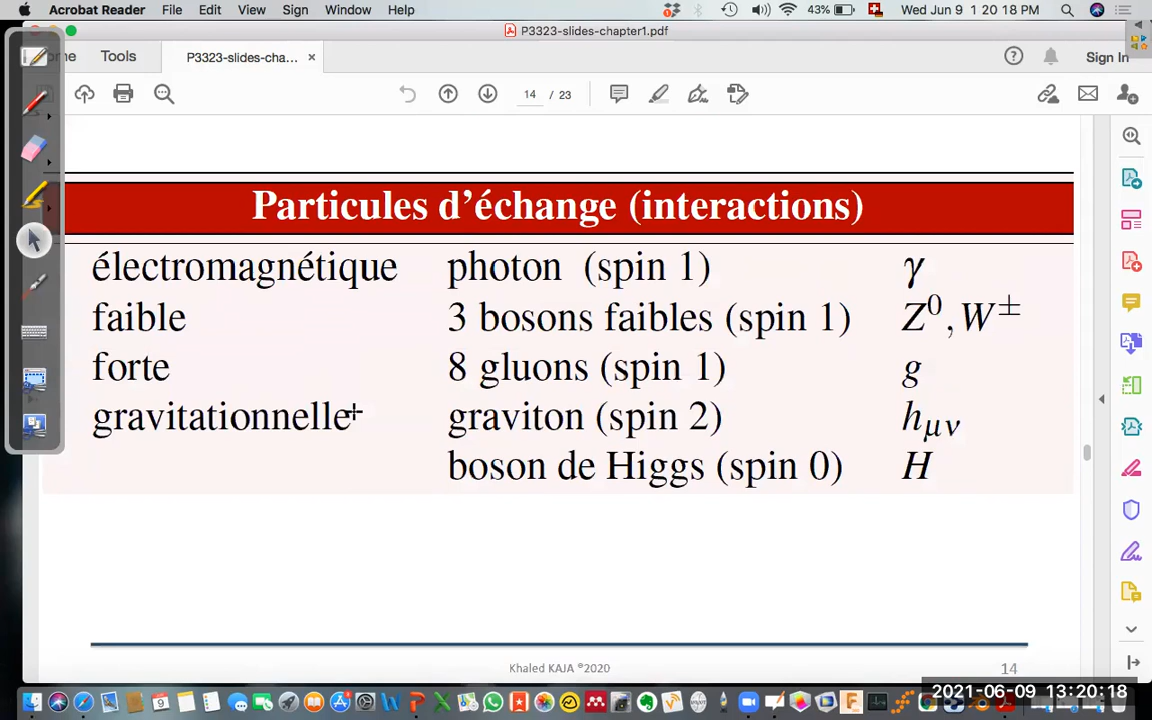 Acrobat Reader File Edit View Sign Window Help 43% Wed Jun 9 1 20 18 PM
P3323-slides-chapter1.pdf
me Tools P3323-slides-cha... × Sign In
14 / 23
Particules d'échange (interactions)
électromagnétique photon (spin 1) γ
faible 3 bosons faibles (spin 1) Z⁰, W±
forte 8 gluons (spin 1) g
gravitationnelle graviton (spin 2) hμν
boson de Higgs (spin 0) H
Khaled KAJA ©2020 14
2021-06-09 13:20:18